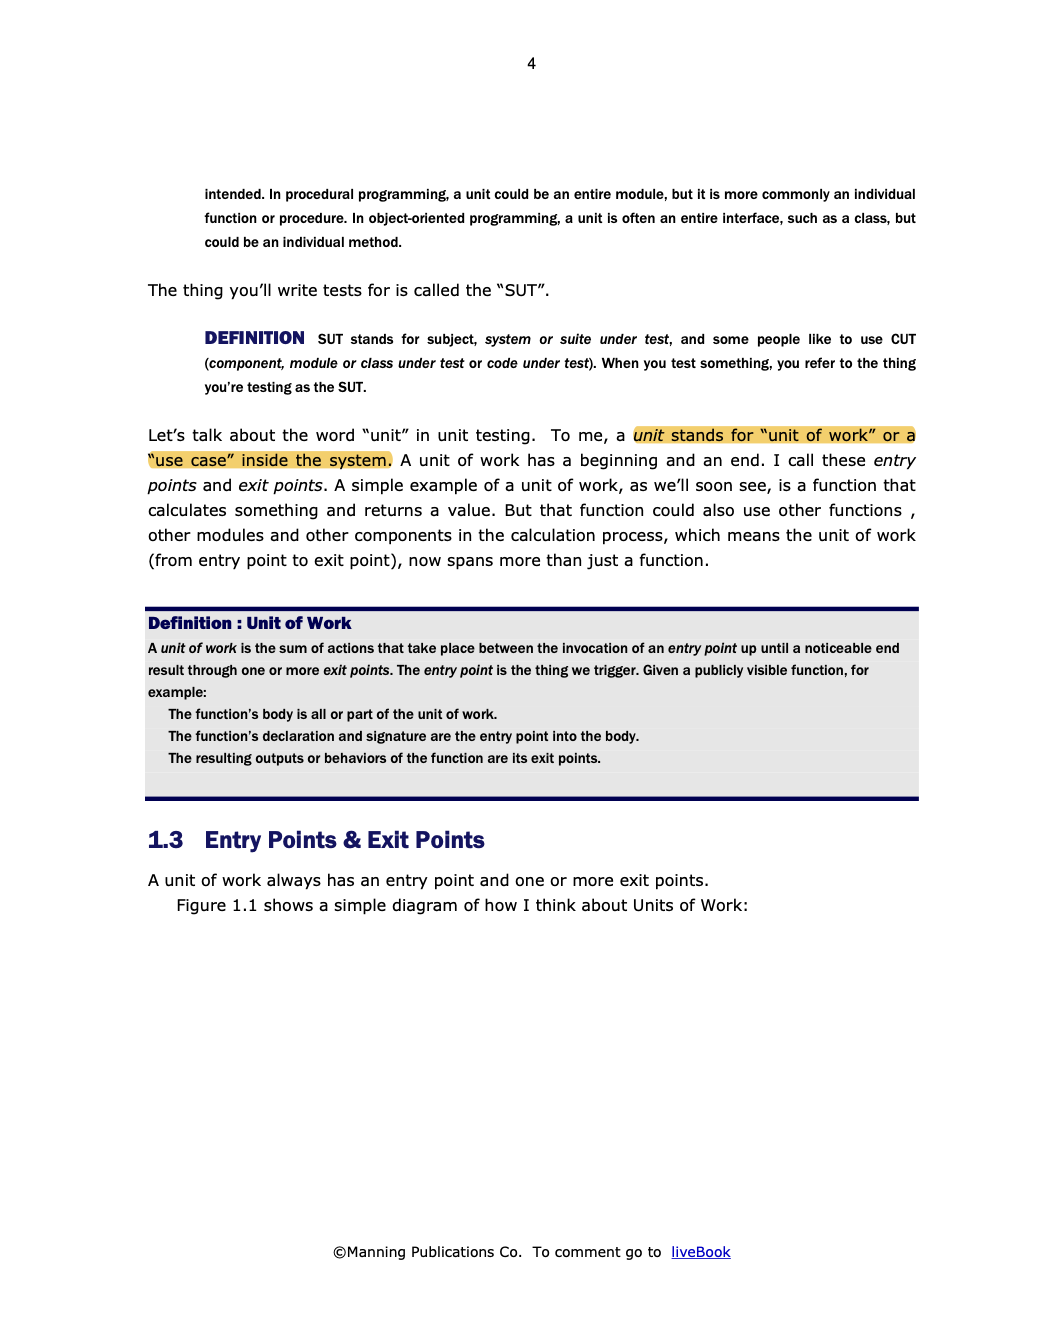 4
intended. In procedural programming, a unit could be an entire module, but it is more commonly an individual
function or procedure. In object-oriented programming, a unit is often an entire interface, such as a class, but
could be an individual method.
The thing you’ll write tests for is called the “SUT”.
DEFINITION SUT stands for subject, system or suite under test, and some people like to use CUT
(component, module or class under test or code under test). When you test something, you refer to the thing
you’re testing as the SUT.
Let’s talk about the word “unit” in unit testing. To me, a unit stands for “unit of work” or a
“use case” inside the system. A unit of work has a beginning and an end. I call these entry
points and exit points. A simple example of a unit of work, as we’ll soon see, is a function that
calculates something and returns a value. But that function could also use other functions ,
other modules and other components in the calculation process, which means the unit of work
(from entry point to exit point), now spans more than just a function.
Definition : Unit of Work
A unit of work is the sum of actions that take place between the invocation of an entry point up until a noticeable end
result through one or more exit points. The entry point is the thing we trigger. Given a publicly visible function, for
example:
The function’s body is all or part of the unit of work.
The function’s declaration and signature are the entry point into the body.
The resulting outputs or behaviors of the function are its exit points.
1.3 Entry Points & Exit Points
A unit of work always has an entry point and one or more exit points.
Figure 1.1 shows a simple diagram of how I think about Units of Work:
©Manning Publications Co. To comment go to liveBook